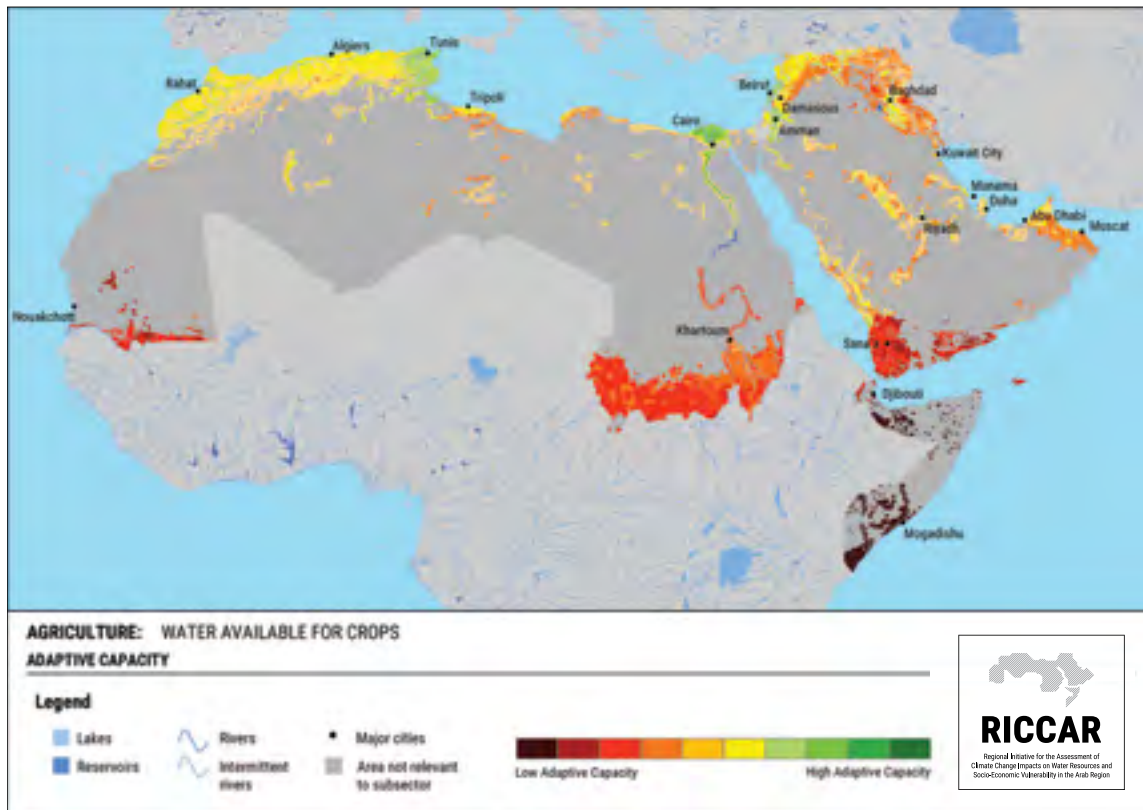 Algiers
Tunis
Rabat
Tripoli
Beirut
Baghdad
Damascus
Cairo
Amman
Kuwait City
Manama
Doha
Abu Dhabi
Riyadh
Moscat
Nouakchott
Khartoum
Sana'a
Djibouti
Mogadishu
AGRICULTURE: WATER AVAILABLE FOR CROPS
ADAPTIVE CAPACITY
Legend
Lakes
Rivers
Major cities
Reservoirs
Intermittent
rivers
Area not relevant
to subsector
Low Adaptive Capacity
High Adaptive Capacity
RICCAR
Regional Initiative for the Assessment of
Climate Change Impacts on Water Resources and
Socio-Economic Vulnerability in the Arab Region